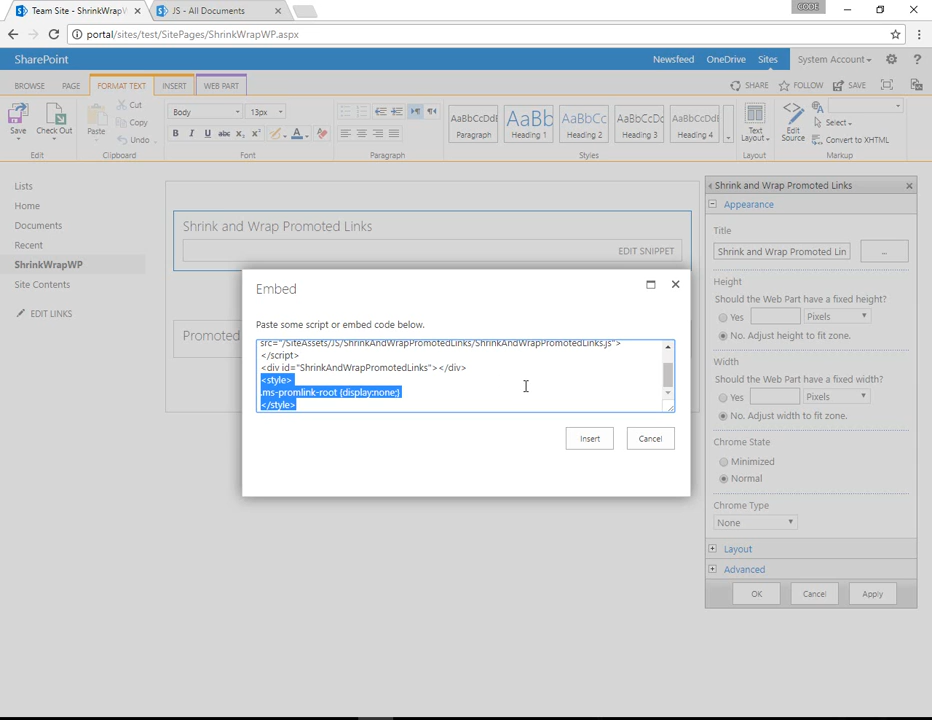 Team Site - ShrinkWrapW
JS - All Documents
CODE
portal/sites/test/SitePages/ShrinkWrapWP.aspx
SharePoint
Newsfeed OneDrive Sites System Account ?
BROWSE PAGE FORMAT TEXT INSERT WEB PART
SHARE FOLLOW SAVE
Save
Check Out
Paste
Cut
Copy
Undo
Body 13px
B I U abc x₂ x²
AaBbCcDdE
Paragraph
AaBb
Heading 1
AaBbCc
Heading 2
AaBbCcDc
Heading 3
AaBbCcDdE
Heading 4
Text Layout
Edit Source
Select
Convert to XHTML
Edit Clipboard Font Paragraph Styles Layout Markup
Lists
Home
Documents
Recent
ShrinkWrapWP
Site Contents
EDIT LINKS
Shrink and Wrap Promoted Links
EDIT SNIPPET
Promoted
Embed
Paste some script or embed code below.
src="/SiteAssets/JS/ShrinkAndWrapPromotedLinks/ShrinkAndWrapPromotedLinks.js">
</script>
<div id="ShrinkAndWrapPromotedLinks"></div>
<style>
.ms-promlink-root {display:none;}
</style>
Insert Cancel
Shrink and Wrap Promoted Links
Appearance
Title
Shrink and Wrap Promoted Lin ...
Height
Should the Web Part have a fixed height?
Yes Pixels
No. Adjust height to fit zone.
Width
Should the Web Part have a fixed width?
Yes Pixels
No. Adjust width to fit zone.
Chrome State
Minimized
Normal
Chrome Type
None
Layout
Advanced
OK Cancel Apply